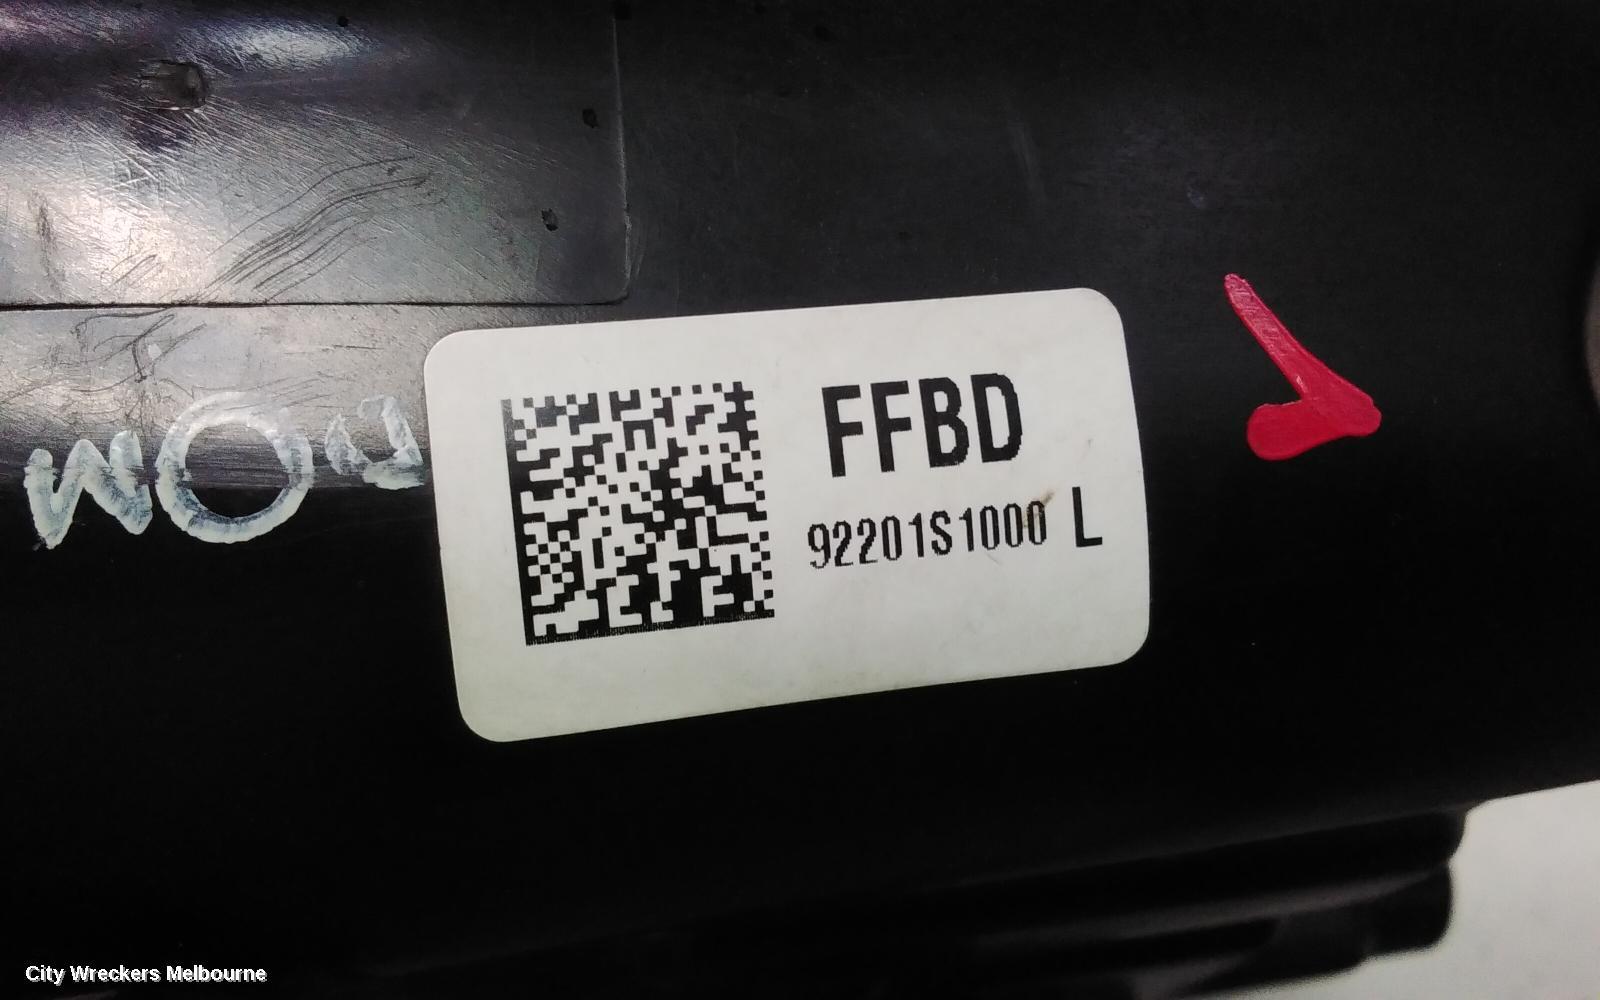 FFBD
92201S1000 L
City Wreckers Melbourne